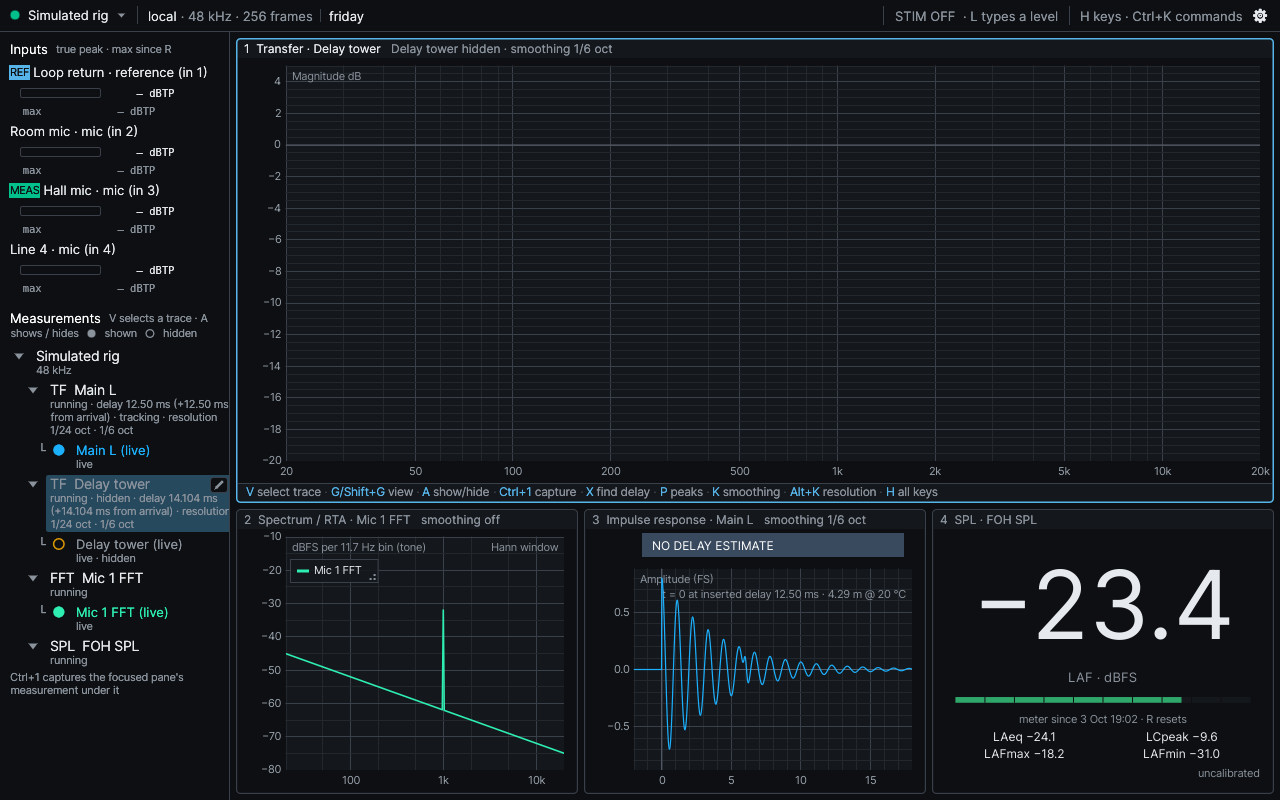 Simulated rig
local · 48 kHz · 256 frames
friday
STIM OFF · L types a level
H keys · Ctrl+K commands
Inputs true peak · max since R
REF Loop return · reference (in 1)
– dBTP
max – dBTP
Room mic · mic (in 2)
– dBTP
max – dBTP
MEAS Hall mic · mic (in 3)
– dBTP
max – dBTP
Line 4 · mic (in 4)
– dBTP
max – dBTP
Measurements V selects a trace · A
shows / hides shown hidden
Simulated rig
48 kHz
TF Main L
running · delay 12.50 ms (+12.50 ms
from arrival) · tracking · resolution
1/24 oct · 1/6 oct
Main L (live)
live
TF Delay tower
running · hidden · delay 14.104 ms
(+14.104 ms from arrival) · resolution
1/24 oct · 1/6 oct
Delay tower (live)
live · hidden
FFT Mic 1 FFT
running
Mic 1 FFT (live)
live
SPL FOH SPL
running
Ctrl+1 captures the focused pane's
measurement under it
1 Transfer · Delay tower Delay tower hidden · smoothing 1/6 oct
Magnitude dB
4
2
0
−2
−4
−6
−8
−10
−12
−14
−16
−18
−20
20 50 100 200 500 1k 2k 5k 10k 20k
V select trace · G/Shift+G view · A show/hide · Ctrl+1 capture · X find delay · P peaks · K smoothing · Alt+K resolution · H all keys
2 Spectrum / RTA · Mic 1 FFT smoothing off
dBFS per 11.7 Hz bin (tone) Hann window
Mic 1 FFT
−10
−20
−30
−40
−50
−60
−70
−80
100 1k 10k
3 Impulse response · Main L smoothing 1/6 oct
NO DELAY ESTIMATE
Amplitude (FS)
t = 0 at inserted delay 12.50 ms · 4.29 m @ 20 °C
0.5
0.0
−0.5
0 5 10 15
4 SPL · FOH SPL
−23.4
LAF · dBFS
meter since 3 Oct 19:02 · R resets
LAeq −24.1 LCpeak −9.6
LAFmax −18.2 LAFmin −31.0
uncalibrated